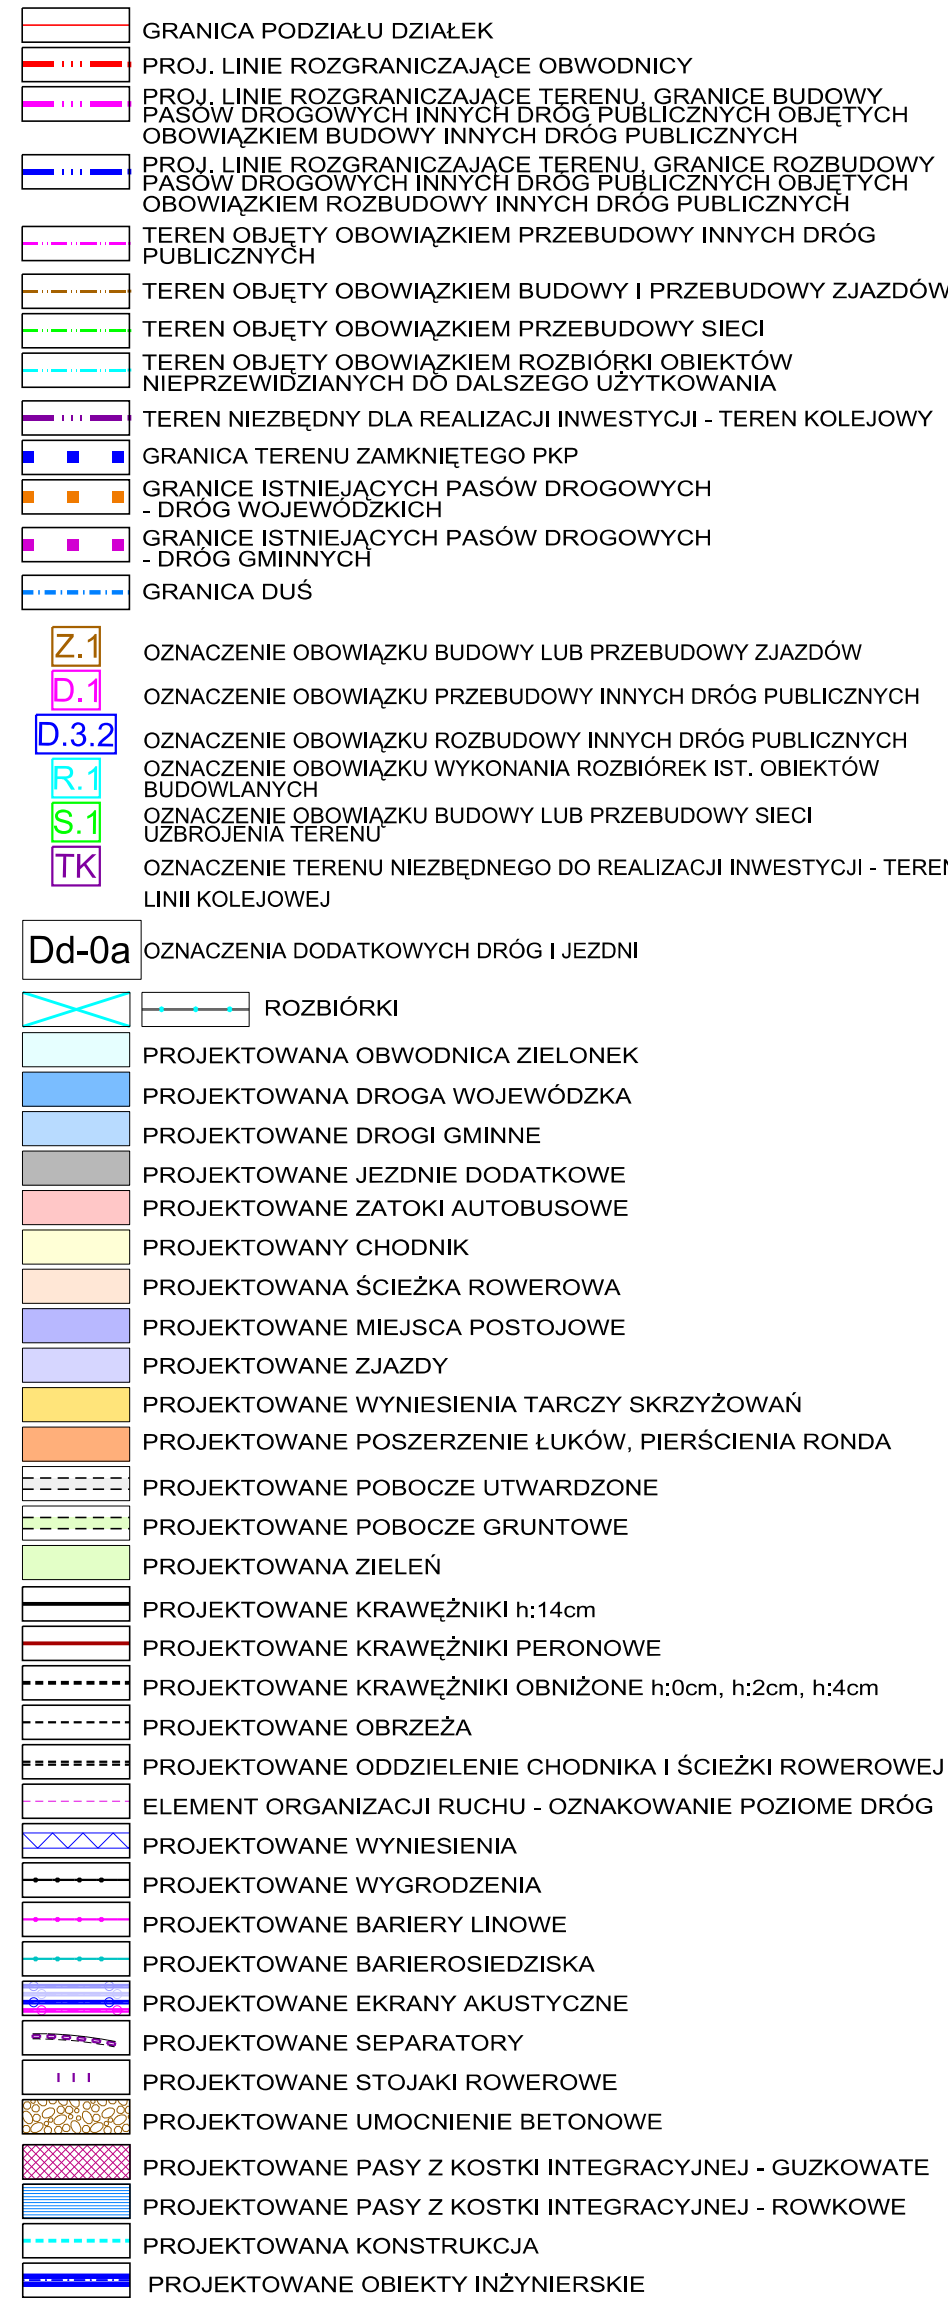 GRANICA PODZIAŁU DZIAŁEK
PROJ. LINIE ROZGRANICZAJĄCE OBWODNICY
PROJ. LINIE ROZGRANICZAJĄCE TERENU, GRANICE BUDOWY
PASÓW DROGOWYCH INNYCH DRÓG PUBLICZNYCH OBJĘTYCH
OBOWIĄZKIEM BUDOWY INNYCH DRÓG PUBLICZNYCH
PROJ. LINIE ROZGRANICZAJĄCE TERENU, GRANICE ROZBUDOWY
PASÓW DROGOWYCH INNYCH DRÓG PUBLICZNYCH OBJĘTYCH
OBOWIĄZKIEM ROZBUDOWY INNYCH DRÓG PUBLICZNYCH
TEREN OBJĘTY OBOWIĄZKIEM PRZEBUDOWY INNYCH DRÓG
PUBLICZNYCH
TEREN OBJĘTY OBOWIĄZKIEM BUDOWY I PRZEBUDOWY ZJAZDÓW
TEREN OBJĘTY OBOWIĄZKIEM PRZEBUDOWY SIECI
TEREN OBJĘTY OBOWIĄZKIEM ROZBIÓRKI OBIEKTÓW
NIEPRZEWIDZIANYCH DO DALSZEGO UŻYTKOWANIA
TEREN NIEZBĘDNY DLA REALIZACJI INWESTYCJI - TEREN KOLEJOWY
GRANICA TERENU ZAMKNIĘTEGO PKP
GRANICE ISTNIEJĄCYCH PASÓW DROGOWYCH
- DRÓG WOJEWÓDZKICH
GRANICE ISTNIEJĄCYCH PASÓW DROGOWYCH
- DRÓG GMINNYCH
GRANICA DUŚ
Z.1 OZNACZENIE OBOWIĄZKU BUDOWY LUB PRZEBUDOWY ZJAZDÓW
D.1 OZNACZENIE OBOWIĄZKU PRZEBUDOWY INNYCH DRÓG PUBLICZNYCH
D.3.2 OZNACZENIE OBOWIĄZKU ROZBUDOWY INNYCH DRÓG PUBLICZNYCH
R.1 OZNACZENIE OBOWIĄZKU WYKONANIA ROZBIÓREK IST. OBIEKTÓW
BUDOWLANYCH
S.1 OZNACZENIE OBOWIĄZKU BUDOWY LUB PRZEBUDOWY SIECI
UZBROJENIA TERENU
TK OZNACZENIE TERENU NIEZBĘDNEGO DO REALIZACJI INWESTYCJI - TEREN
LINII KOLEJOWEJ
Dd-0a OZNACZENIA DODATKOWYCH DRÓG I JEZDNI
ROZBIÓRKI
PROJEKTOWANA OBWODNICA ZIELONEK
PROJEKTOWANA DROGA WOJEWÓDZKA
PROJEKTOWANE DROGI GMINNE
PROJEKTOWANE JEZDNIE DODATKOWE
PROJEKTOWANE ZATOKI AUTOBUSOWE
PROJEKTOWANY CHODNIK
PROJEKTOWANA ŚCIEŻKA ROWEROWA
PROJEKTOWANE MIEJSCA POSTOJOWE
PROJEKTOWANE ZJAZDY
PROJEKTOWANE WYNIESIENIA TARCZY SKRZYŻOWAŃ
PROJEKTOWANE POSZERZENIE ŁUKÓW, PIERŚCIENIA RONDA
PROJEKTOWANE POBOCZE UTWARDZONE
PROJEKTOWANE POBOCZE GRUNTOWE
PROJEKTOWANA ZIELEŃ
PROJEKTOWANE KRAWĘŻNIKI h:14cm
PROJEKTOWANE KRAWĘŻNIKI PERONOWE
PROJEKTOWANE KRAWĘŻNIKI OBNIŻONE h:0cm, h:2cm, h:4cm
PROJEKTOWANE OBRZEŻA
PROJEKTOWANE ODDZIELENIE CHODNIKA I ŚCIEŻKI ROWEROWEJ
ELEMENT ORGANIZACJI RUCHU - OZNAKOWANIE POZIOME DRÓG
PROJEKTOWANE WYNIESIENIA
PROJEKTOWANE WYGRODZENIA
PROJEKTOWANE BARIERY LINOWE
PROJEKTOWANE BARIEROSIEDZISKA
PROJEKTOWANE EKRANY AKUSTYCZNE
PROJEKTOWANE SEPARATORY
PROJEKTOWANE STOJAKI ROWEROWE
PROJEKTOWANE UMOCNIENIE BETONOWE
PROJEKTOWANE PASY Z KOSTKI INTEGRACYJNEJ - GUZKOWATE
PROJEKTOWANE PASY Z KOSTKI INTEGRACYJNEJ - ROWKOWE
PROJEKTOWANA KONSTRUKCJA
PROJEKTOWANE OBIEKTY INŻYNIERSKIE